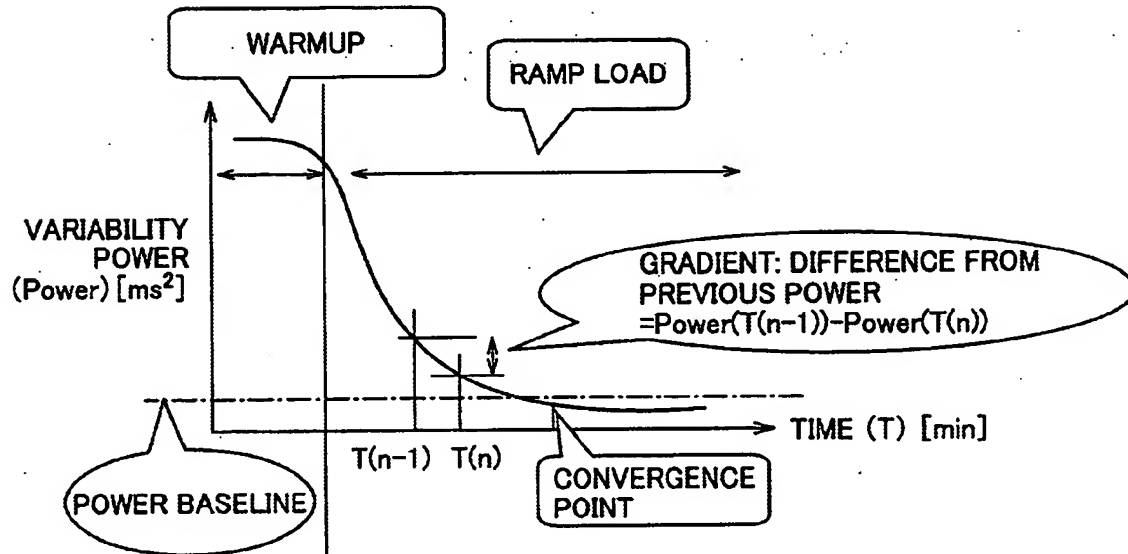 WARMUP
RAMP LOAD
VARIABILITY
POWER
(Power) [ms²]
GRADIENT: DIFFERENCE FROM
PREVIOUS POWER
=Power(T(n-1))-Power(T(n))
TIME (T) [min]
T(n-1) T(n)
CONVERGENCE
POINT
POWER BASELINE